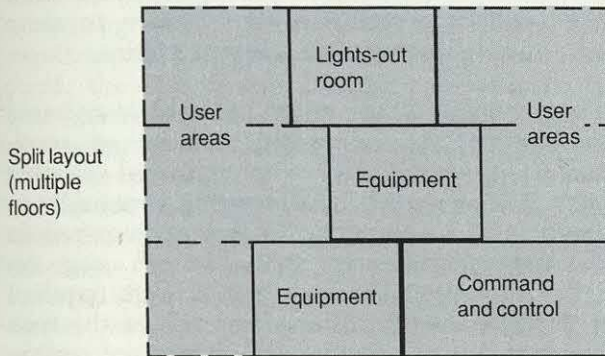 Split layout
(multiple
floors)
Lights-out
room
User
areas
User
areas
Equipment
Equipment
Command
and control